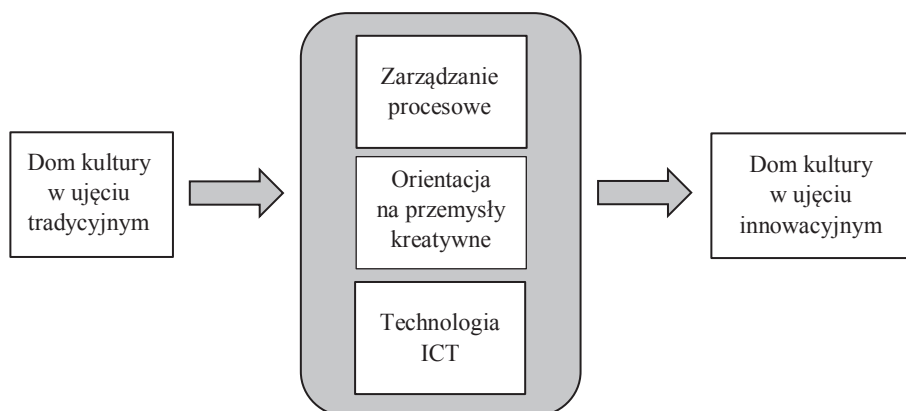 Dom kultury
w ujęciu
tradycyjnym
Zarządzanie
procesowe
Orientacja
na przemysły
kreatywne
Technologia
ICT
Dom kultury
w ujęciu
innowacyjnym